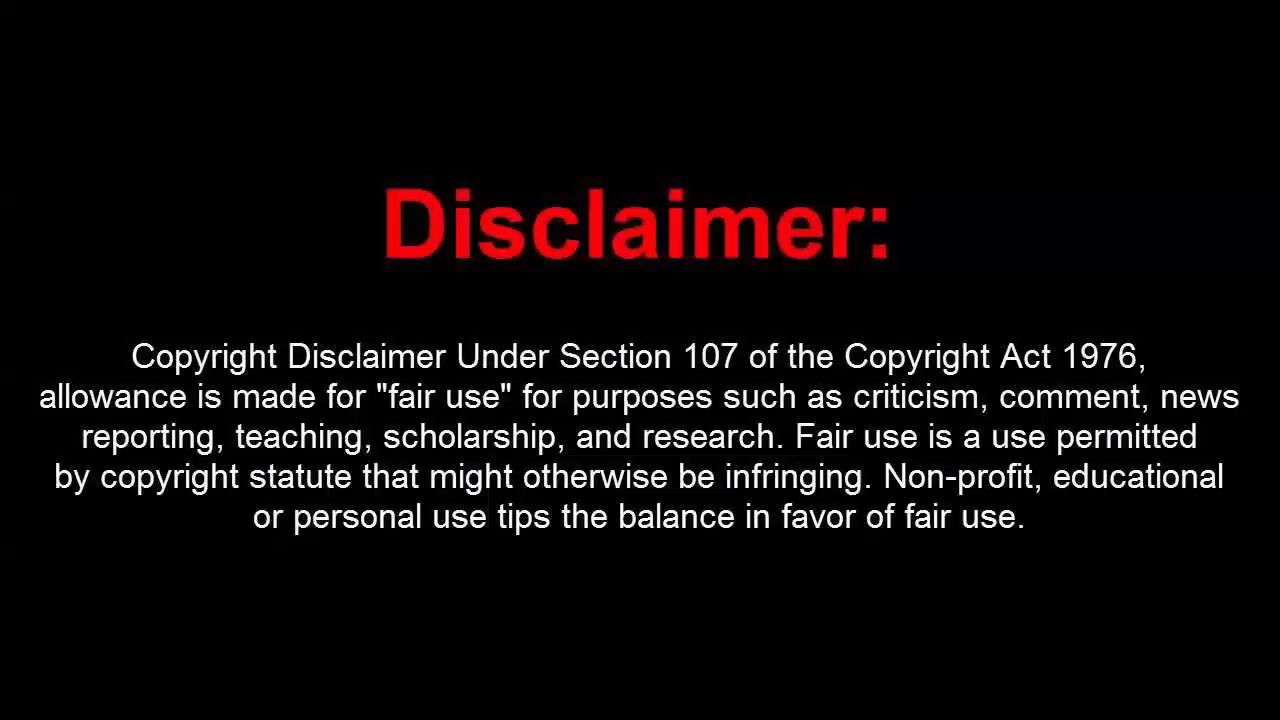 Disclaimer:
Copyright Disclaimer Under Section 107 of the Copyright Act 1976,
allowance is made for "fair use" for purposes such as criticism, comment, news
reporting, teaching, scholarship, and research. Fair use is a use permitted
by copyright statute that might otherwise be infringing. Non-profit, educational
or personal use tips the balance in favor of fair use.